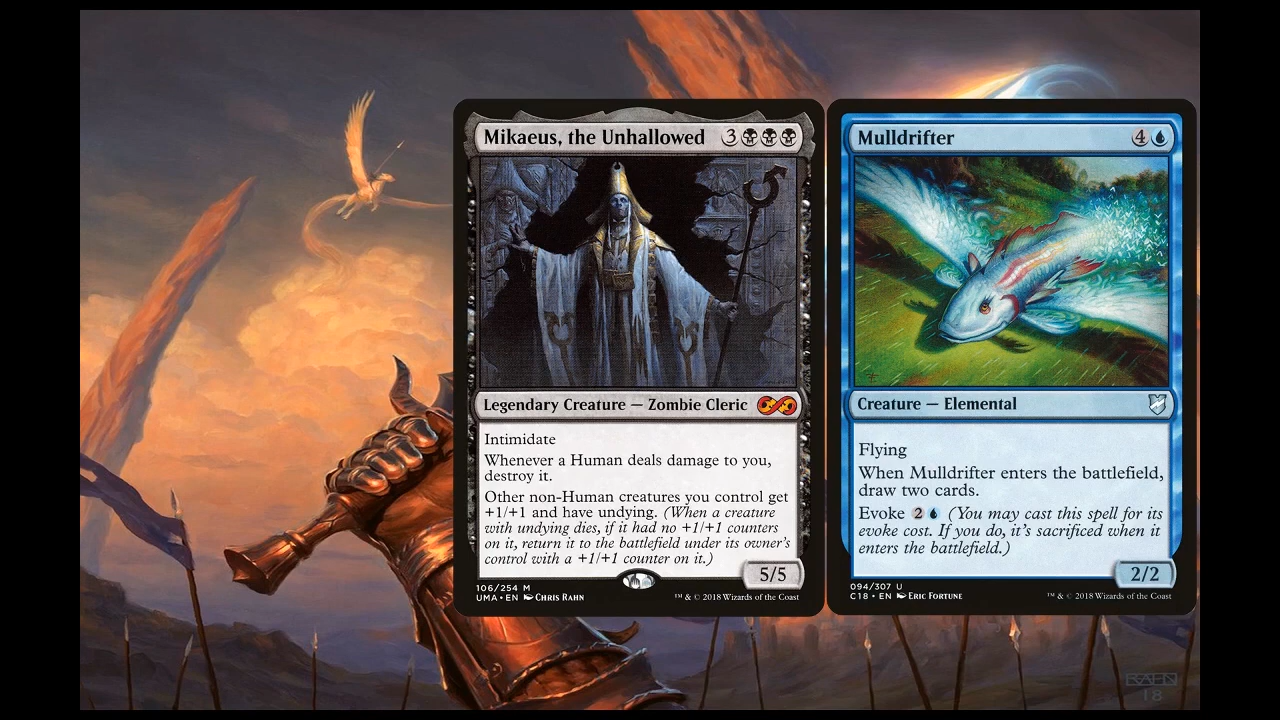 Mikaeus, the Unhallowed 3
Legendary Creature — Zombie Cleric
Intimidate
Whenever a Human deals damage to you,
destroy it.
Other non-Human creatures you control get
+1/+1 and have undying. (When a creature
with undying dies, if it had no +1/+1 counters
on it, return it to the battlefield under its owner's
control with a +1/+1 counter on it.)
5/5
106/254 M
UMA • EN CHRIS RAHN
™ & © 2018 Wizards of the Coast
Mulldrifter 4
Creature — Elemental
Flying
When Mulldrifter enters the battlefield,
draw two cards.
Evoke 2 (You may cast this spell for its
evoke cost. If you do, it's sacrificed when it
enters the battlefield.)
2/2
094/307 U
C18 • EN ERIC FORTUNE
™ & © 2018 Wizards of the Coast
RAHN
18